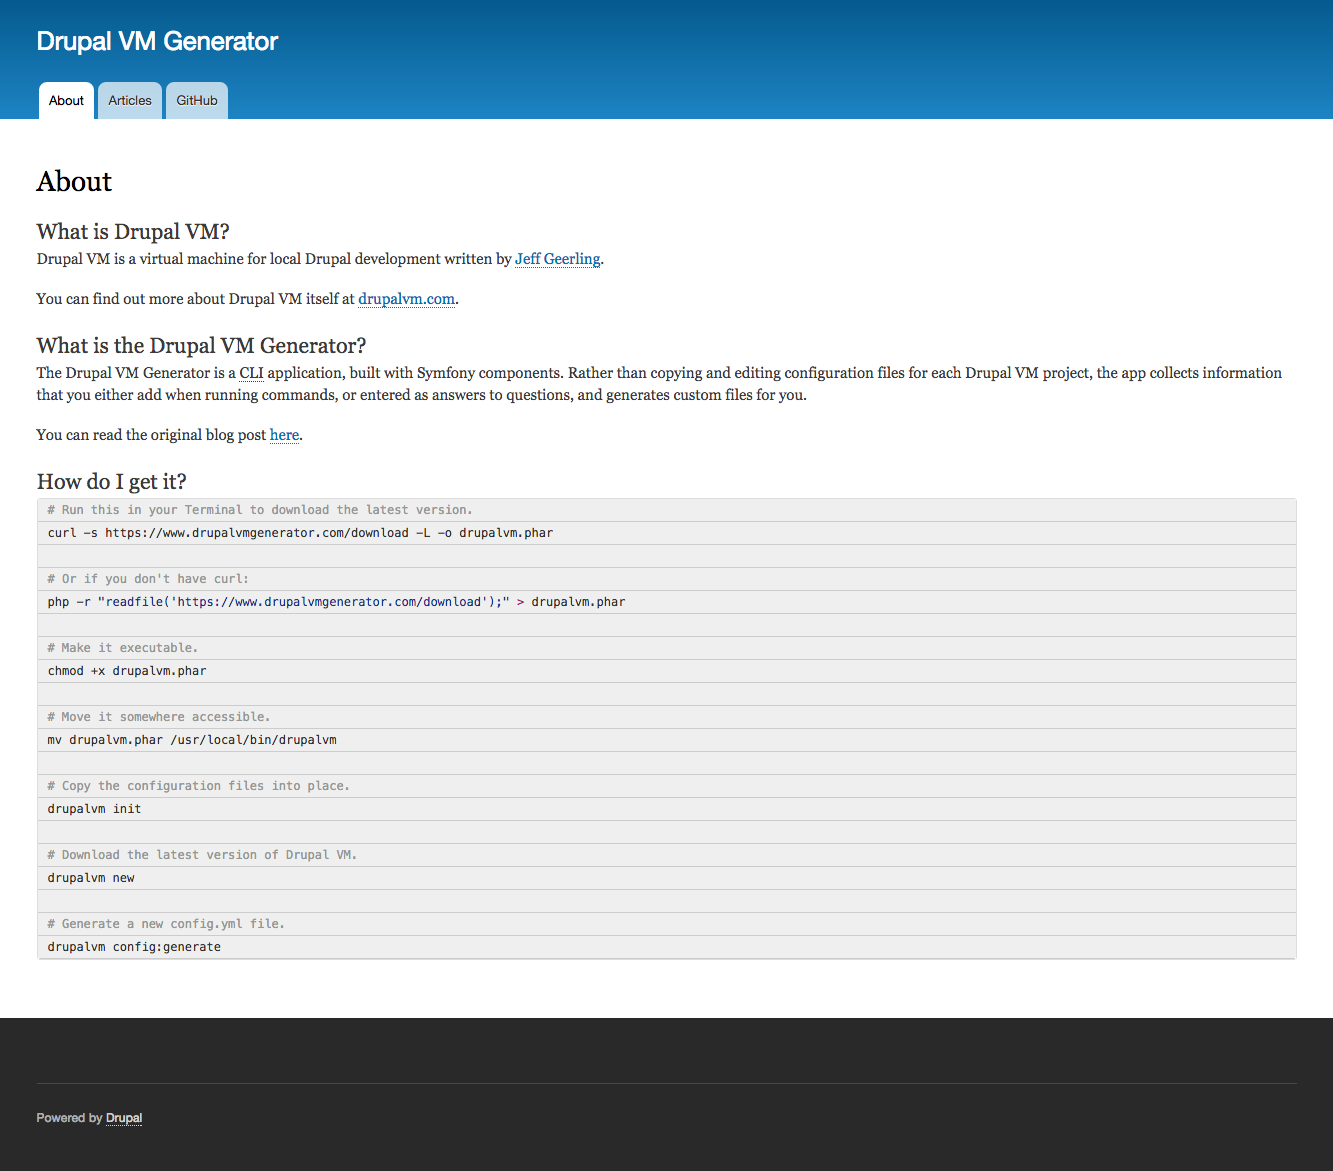 Drupal VM Generator
About
Articles
GitHub
About
What is Drupal VM?
Drupal VM is a virtual machine for local Drupal development written by Jeff Geerling.
You can find out more about Drupal VM itself at drupalvm.com.
What is the Drupal VM Generator?
The Drupal VM Generator is a CLI application, built with Symfony components. Rather than copying and editing configuration files for each Drupal VM project, the app collects information
that you either add when running commands, or entered as answers to questions, and generates custom files for you.
You can read the original blog post here.
How do I get it?
# Run this in your Terminal to download the latest version.
curl -s https://www.drupalvmgenerator.com/download -L -o drupalvm.phar
# Or if you don't have curl:
php -r "readfile('https://www.drupalvmgenerator.com/download');" > drupalvm.phar
# Make it executable.
chmod +x drupalvm.phar
# Move it somewhere accessible.
mv drupalvm.phar /usr/local/bin/drupalvm
# Copy the configuration files into place.
drupalvm init
# Download the latest version of Drupal VM.
drupalvm new
# Generate a new config.yml file.
drupalvm config:generate
Powered by Drupal